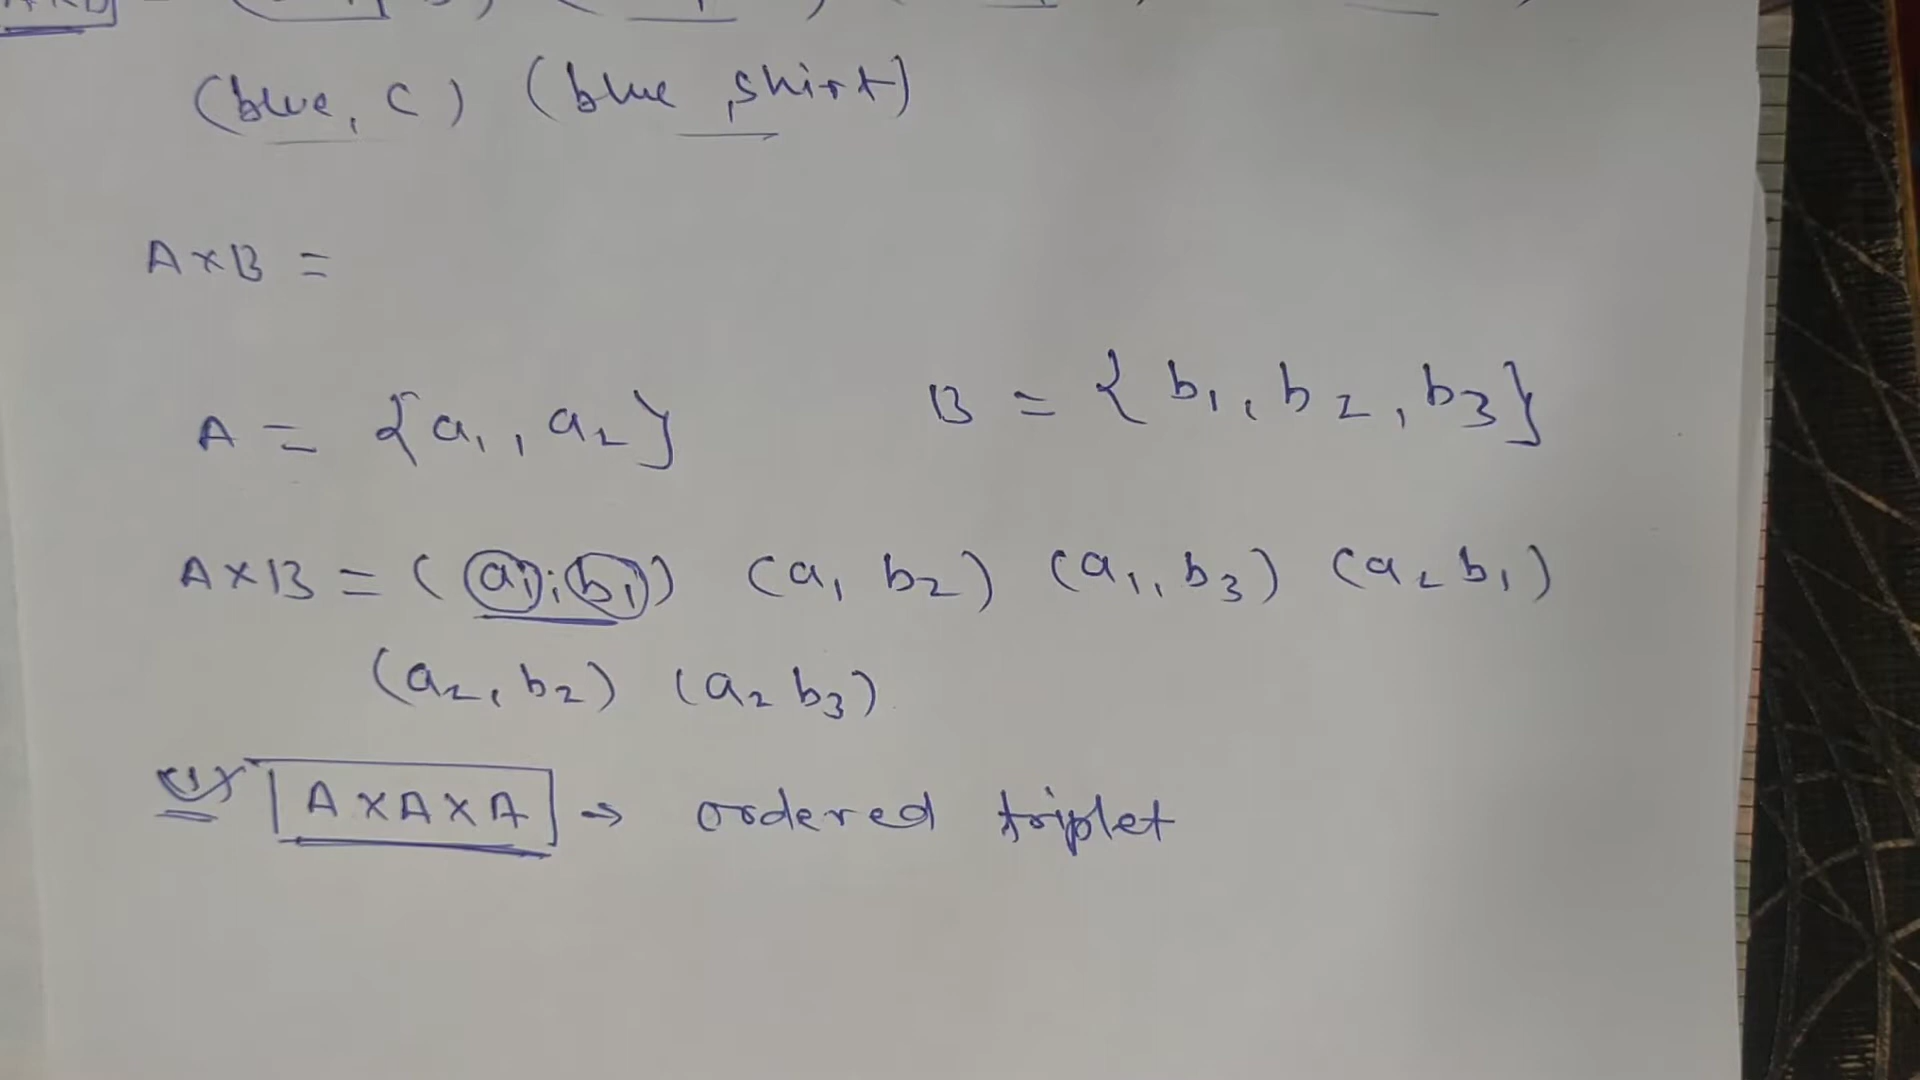 (blue, c) (blue, shirt)
A×B =
A = {a₁, a₂} B = {b₁, b₂, b₃}
A×B = (a₁, b₁) (a₁ b₂) (a₁, b₃) (a₂ b₁)
(a₂, b₂) (a₂ b₃)
A×A×A → ordered triplet